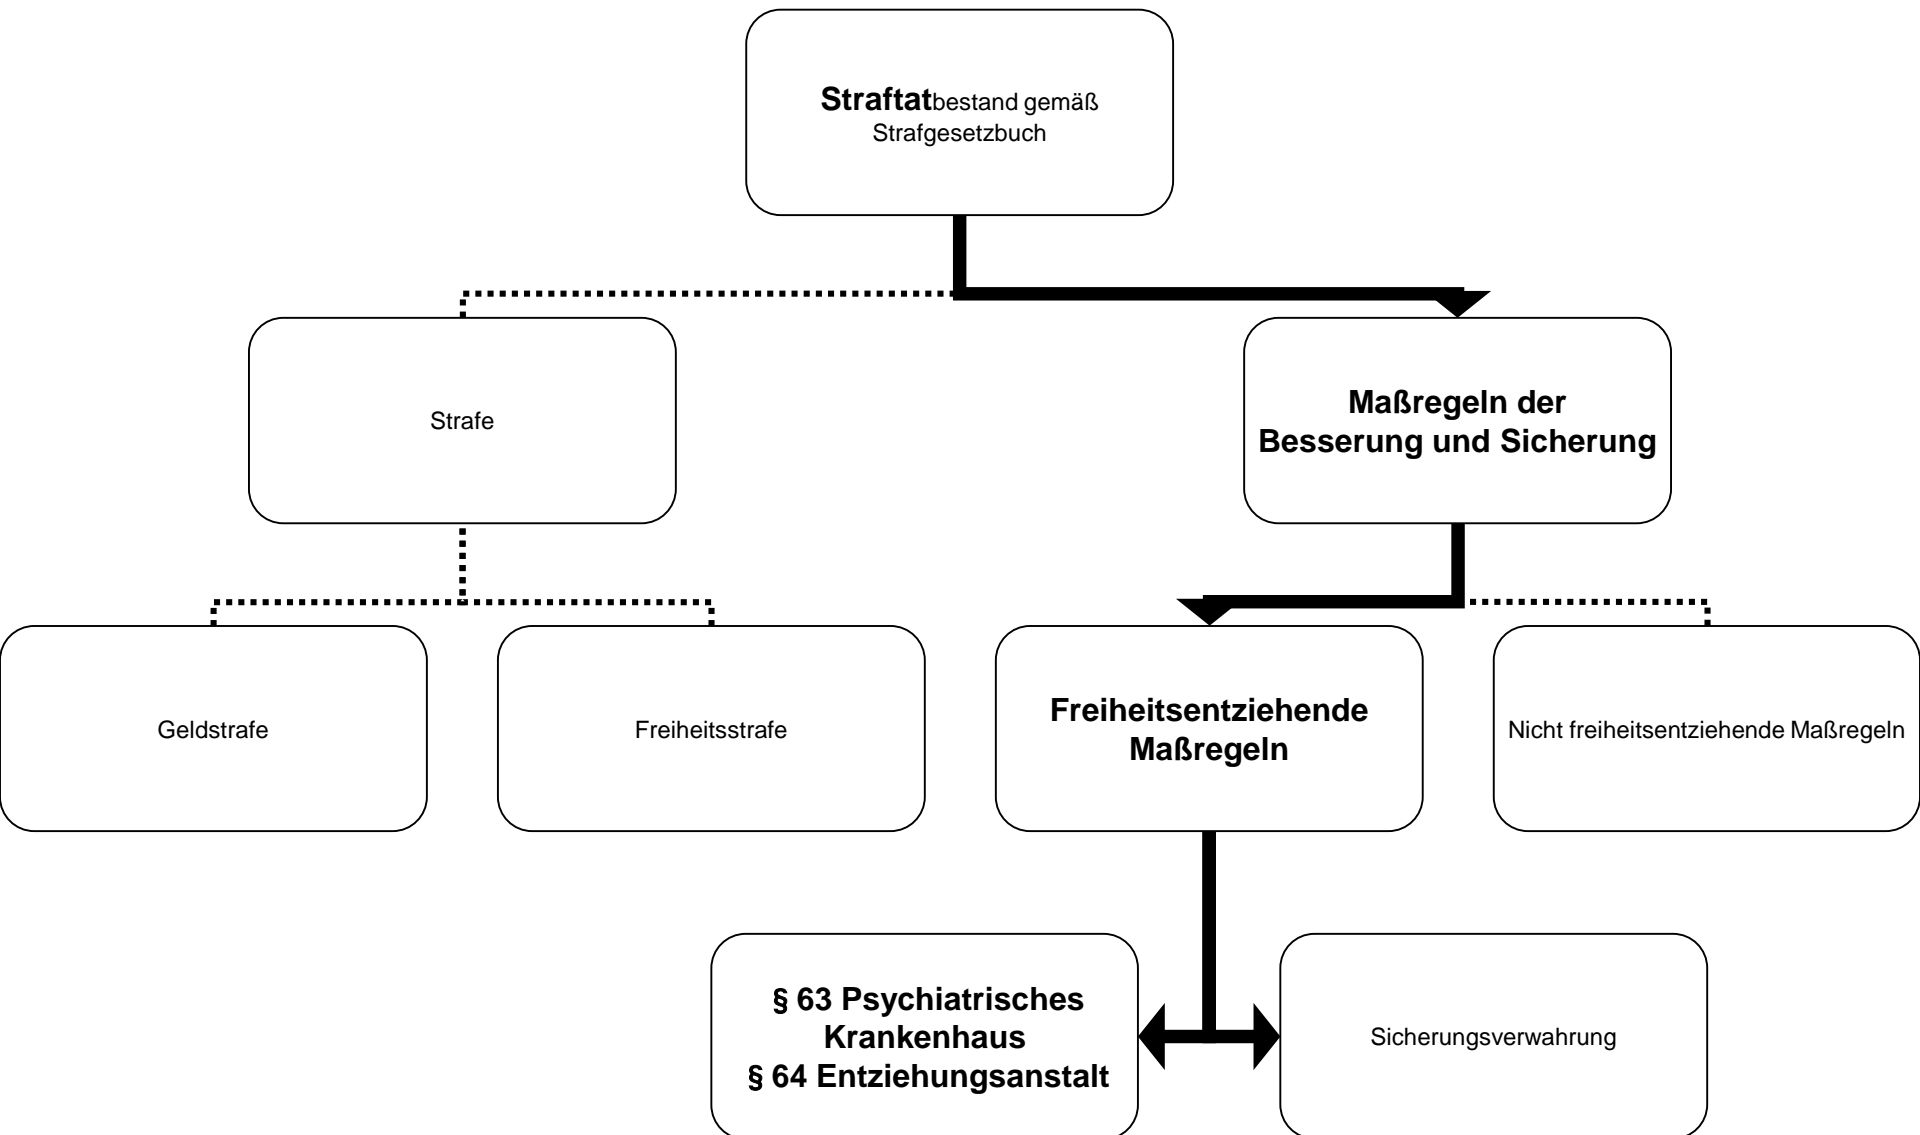 Straftatbestand gemäß
Strafgesetzbuch
Strafe
Maßregeln der
Besserung und Sicherung
Geldstrafe
Freiheitsstrafe
Freiheitsentziehende
Maßregeln
Nicht freiheitsentziehende Maßregeln
§ 63 Psychiatrisches
Krankenhaus
§ 64 Entziehungsanstalt
Sicherungsverwahrung